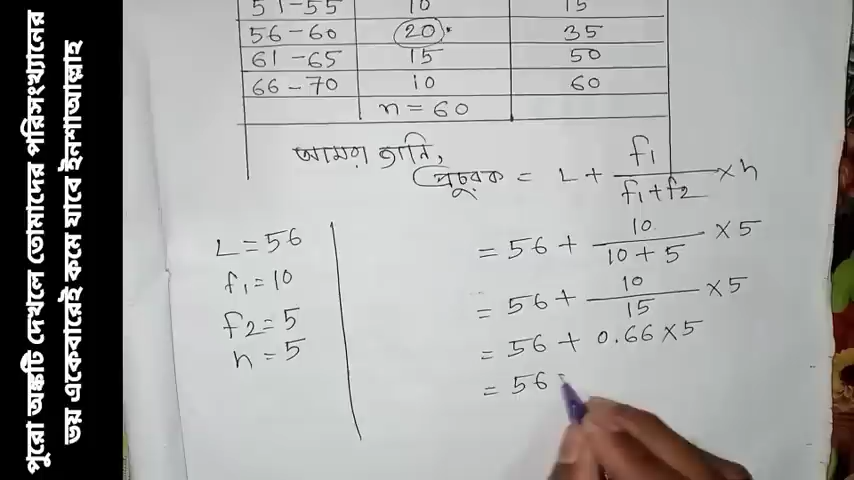 পুরো অঙ্কটি দেখলে তোমাদের পরিসংখ্যানের
ভয় একেবারেই কমে যাবে ইনশাআল্লাহ
51-55 10 15
56-60 20 35
61-65 15 50
66-70 10 60
n = 60
আমরা জানি,
প্রচুরক = L + f₁/(f₁+f₂) × h
L = 56
f₁ = 10
f₂ = 5
h = 5
= 56 + 10/(10+5) × 5
= 56 + 10/15 × 5
= 56 + 0.66 × 5
= 56